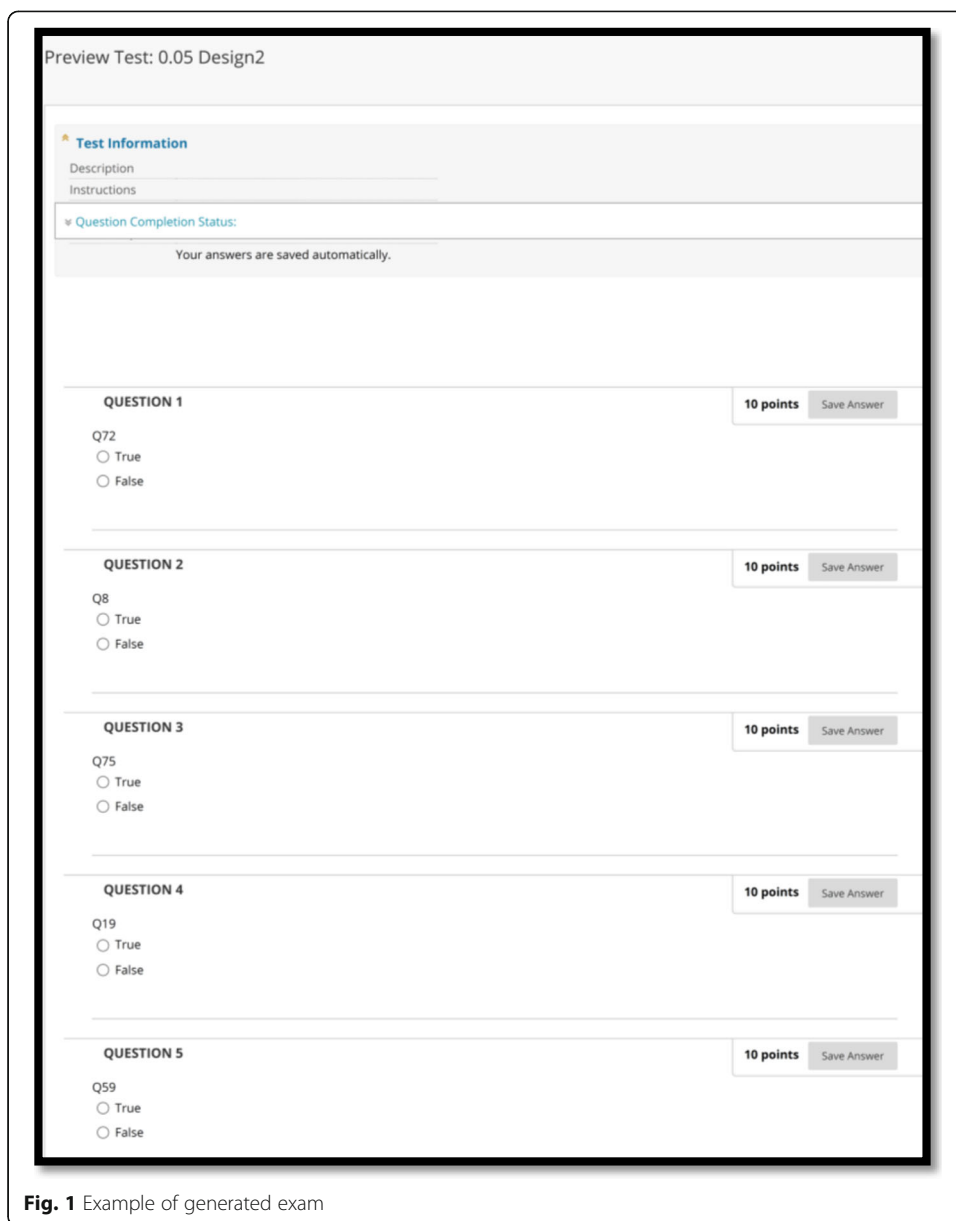 Preview Test: 0.05 Design2
Test Information
Description
Instructions
Question Completion Status:
Your answers are saved automatically.
QUESTION 1
10 points Save Answer
Q72
True
False
QUESTION 2
10 points Save Answer
Q8
True
False
QUESTION 3
10 points Save Answer
Q75
True
False
QUESTION 4
10 points Save Answer
Q19
True
False
QUESTION 5
10 points Save Answer
Q59
True
False
Fig. 1 Example of generated exam